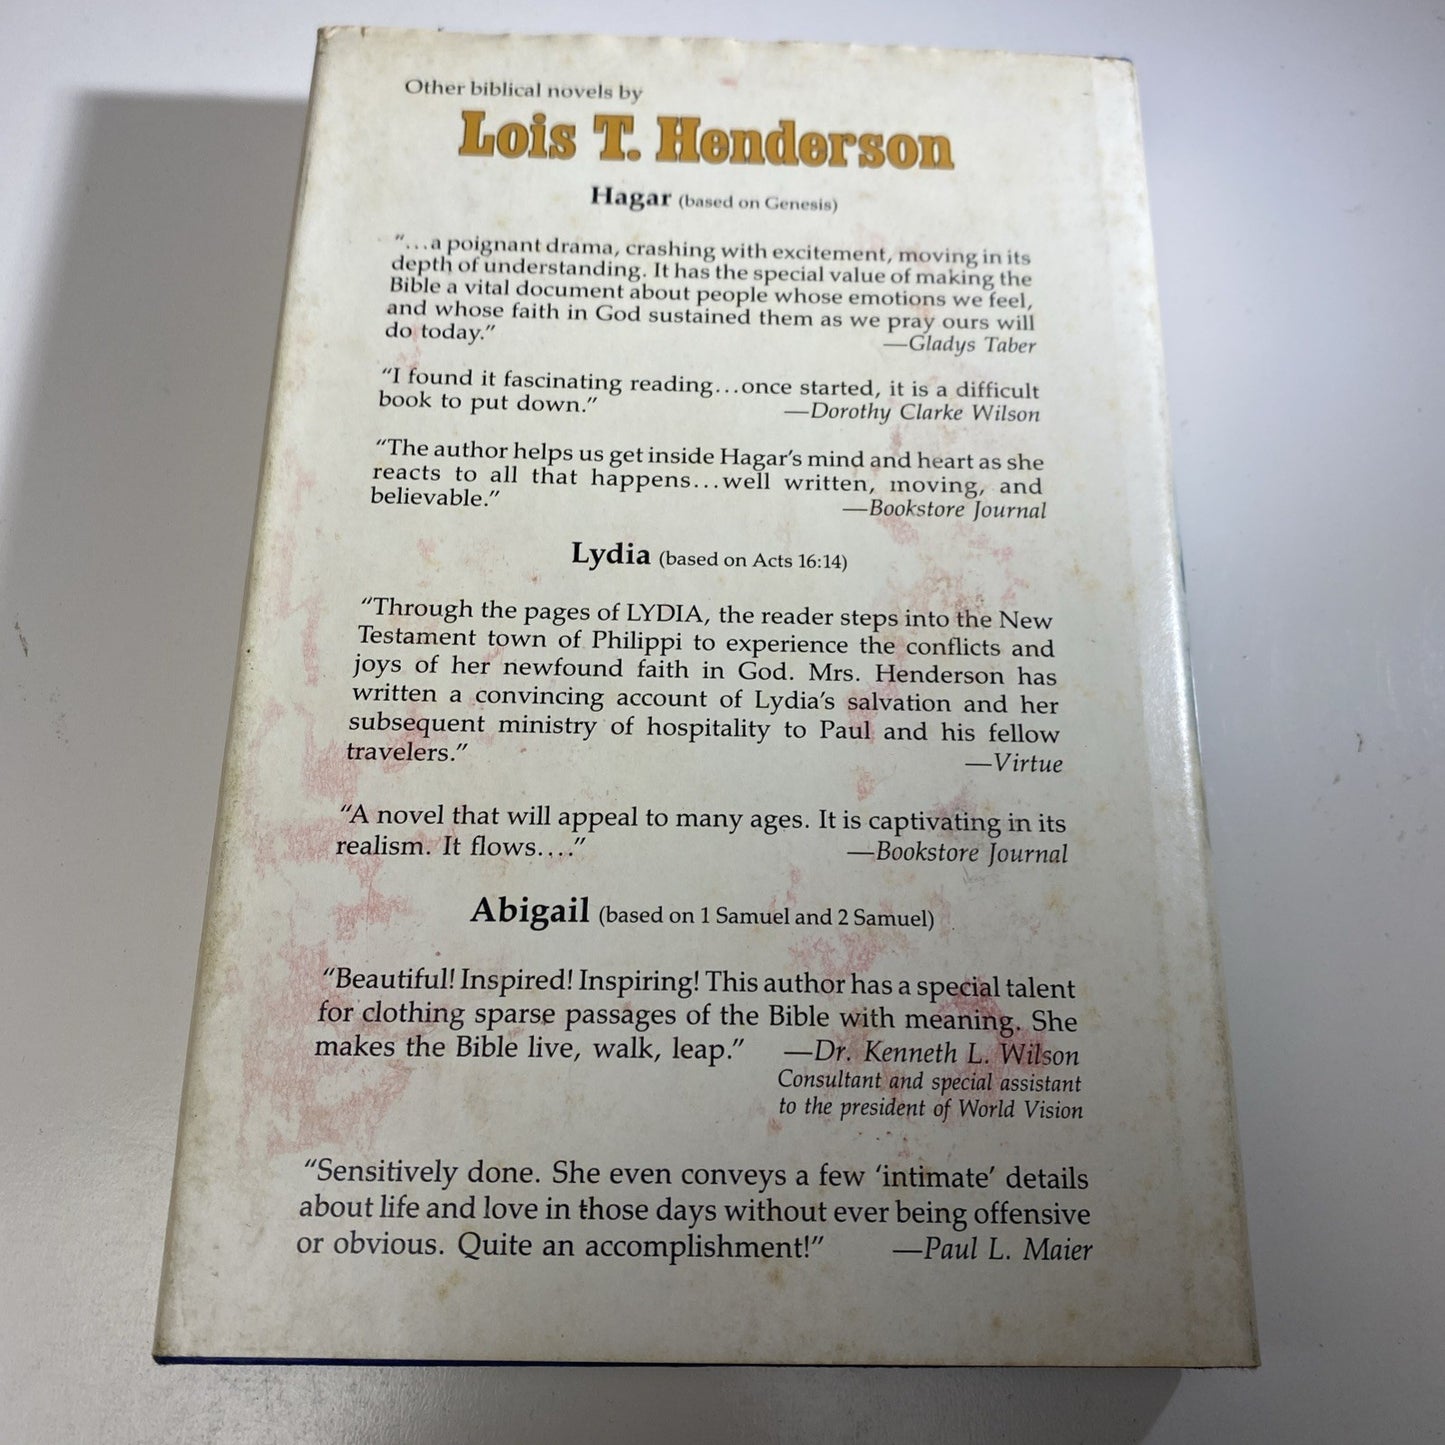 Other biblical novels by
Lois T. Henderson
Hagar (based on Genesis)
“...a poignant drama, crashing with excitement, moving in its
depth of understanding. It has the special value of making the
Bible a vital document about people whose emotions we feel,
and whose faith in God sustained them as we pray ours will
do today.”
—Gladys Taber
“I found it fascinating reading...once started, it is a difficult
book to put down.” —Dorothy Clarke Wilson
“The author helps us get inside Hagar’s mind and heart as she
reacts to all that happens...well written, moving, and
believable.” —Bookstore Journal
Lydia (based on Acts 16:14)
“Through the pages of LYDIA, the reader steps into the New
Testament town of Philippi to experience the conflicts and
joys of her newfound faith in God. Mrs. Henderson has
written a convincing account of Lydia’s salvation and her
subsequent ministry of hospitality to Paul and his fellow
travelers.” —Virtue
“A novel that will appeal to many ages. It is captivating in its
realism. It flows....” —Bookstore Journal
Abigail (based on 1 Samuel and 2 Samuel)
“Beautiful! Inspired! Inspiring! This author has a special talent
for clothing sparse passages of the Bible with meaning. She
makes the Bible live, walk, leap.” —Dr. Kenneth L. Wilson
Consultant and special assistant
to the president of World Vision
“Sensitively done. She even conveys a few ‘intimate’ details
about life and love in those days without ever being offensive
or obvious. Quite an accomplishment!” —Paul L. Maier